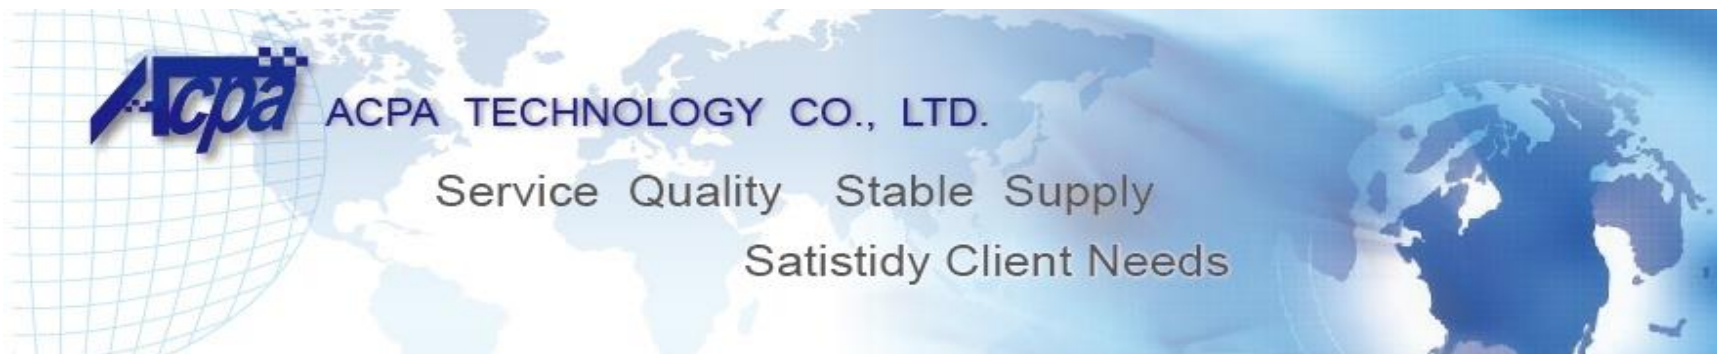 Acpa ACPA TECHNOLOGY CO., LTD.
Service Quality Stable Supply
Satistidy Client Needs